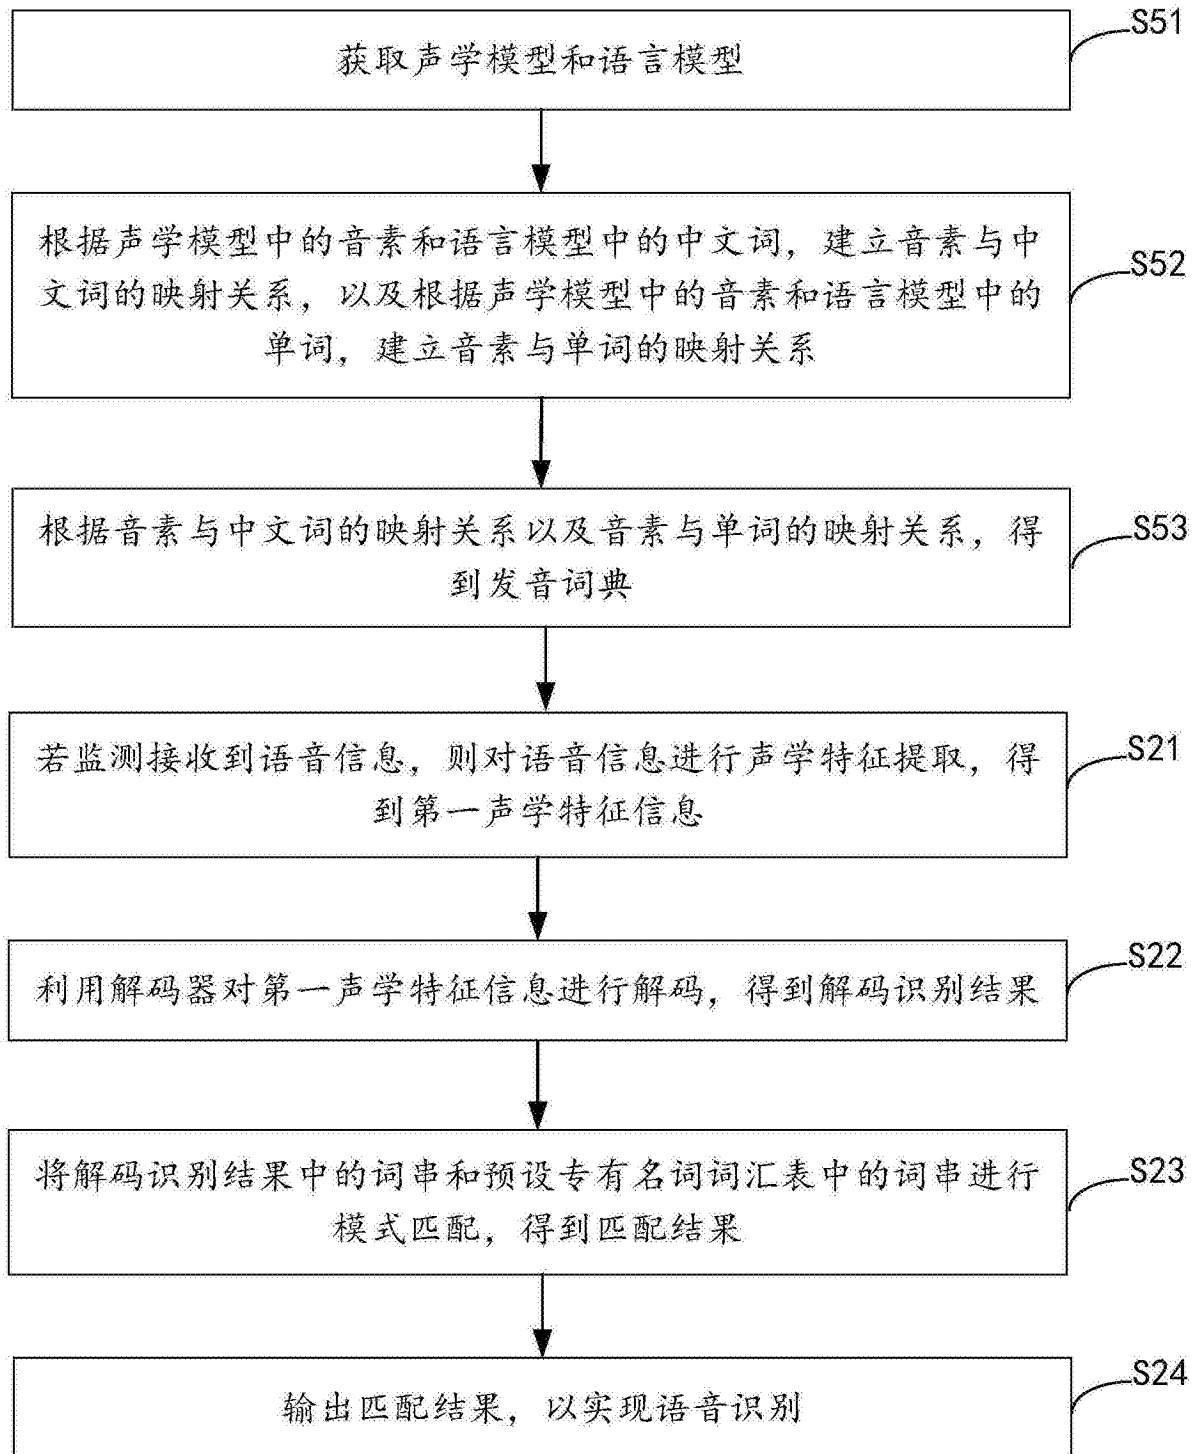 S51
获取声学模型和语言模型
根据声学模型中的音素和语言模型中的中文词，建立音素与中
S52
文词的映射关系，以及根据声学模型中的音素和语言模型中的
单词，建立音素与单词的映射关系
根据音素与中文词的映射关系以及音素与单词的映射关系，得
S53
到发音词典
S21
若监测接收到语音信息，则对语音信息进行声学特征提取，得
到第一声学特征信息
S22
利用解码器对第一声学特征信息进行解码，得到解码识别结果
将解码识别结果中的词串和预设专有名词词汇表中的词串进行
S23
模式匹配，得到匹配结果
S24
输出匹配结果，以实现语音识别